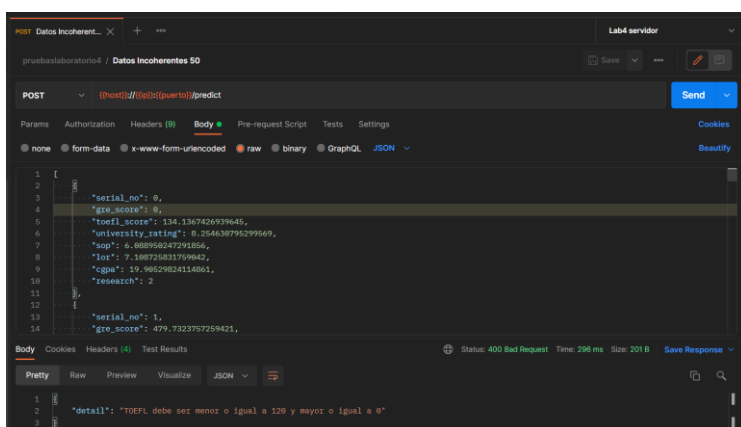 POST Datos Incoherent...
Lab4 servidor
pruebaslaboratorio4 / Datos Incoherentes 50
Save
POST {{host}}://{{ip}}:{{puerto}}/predict
Send
Params Authorization Headers (9) Body Pre-request Script Tests Settings
Cookies
none form-data x-www-form-urlencoded raw binary GraphQL JSON
Beautify
1 [
2 {
3 "serial_no": 0,
4 "gre_score": 0,
5 "toefl_score": 134.1367426939645,
6 "university_rating": 8.254630795299569,
7 "sop": 6.088950247291856,
8 "lor": 7.108725831759042,
9 "cgpa": 19.90529824114861,
10 "research": 2
11 },
12 {
13 "serial_no": 1,
14 "gre_score": 479.7323757259421,
Body Cookies Headers (4) Test Results
Status: 400 Bad Request Time: 296 ms Size: 201 B Save Response
Pretty Raw Preview Visualize JSON
1 {
2 "detail": "TOEFL debe ser menor o igual a 120 y mayor o igual a 0"
3 }